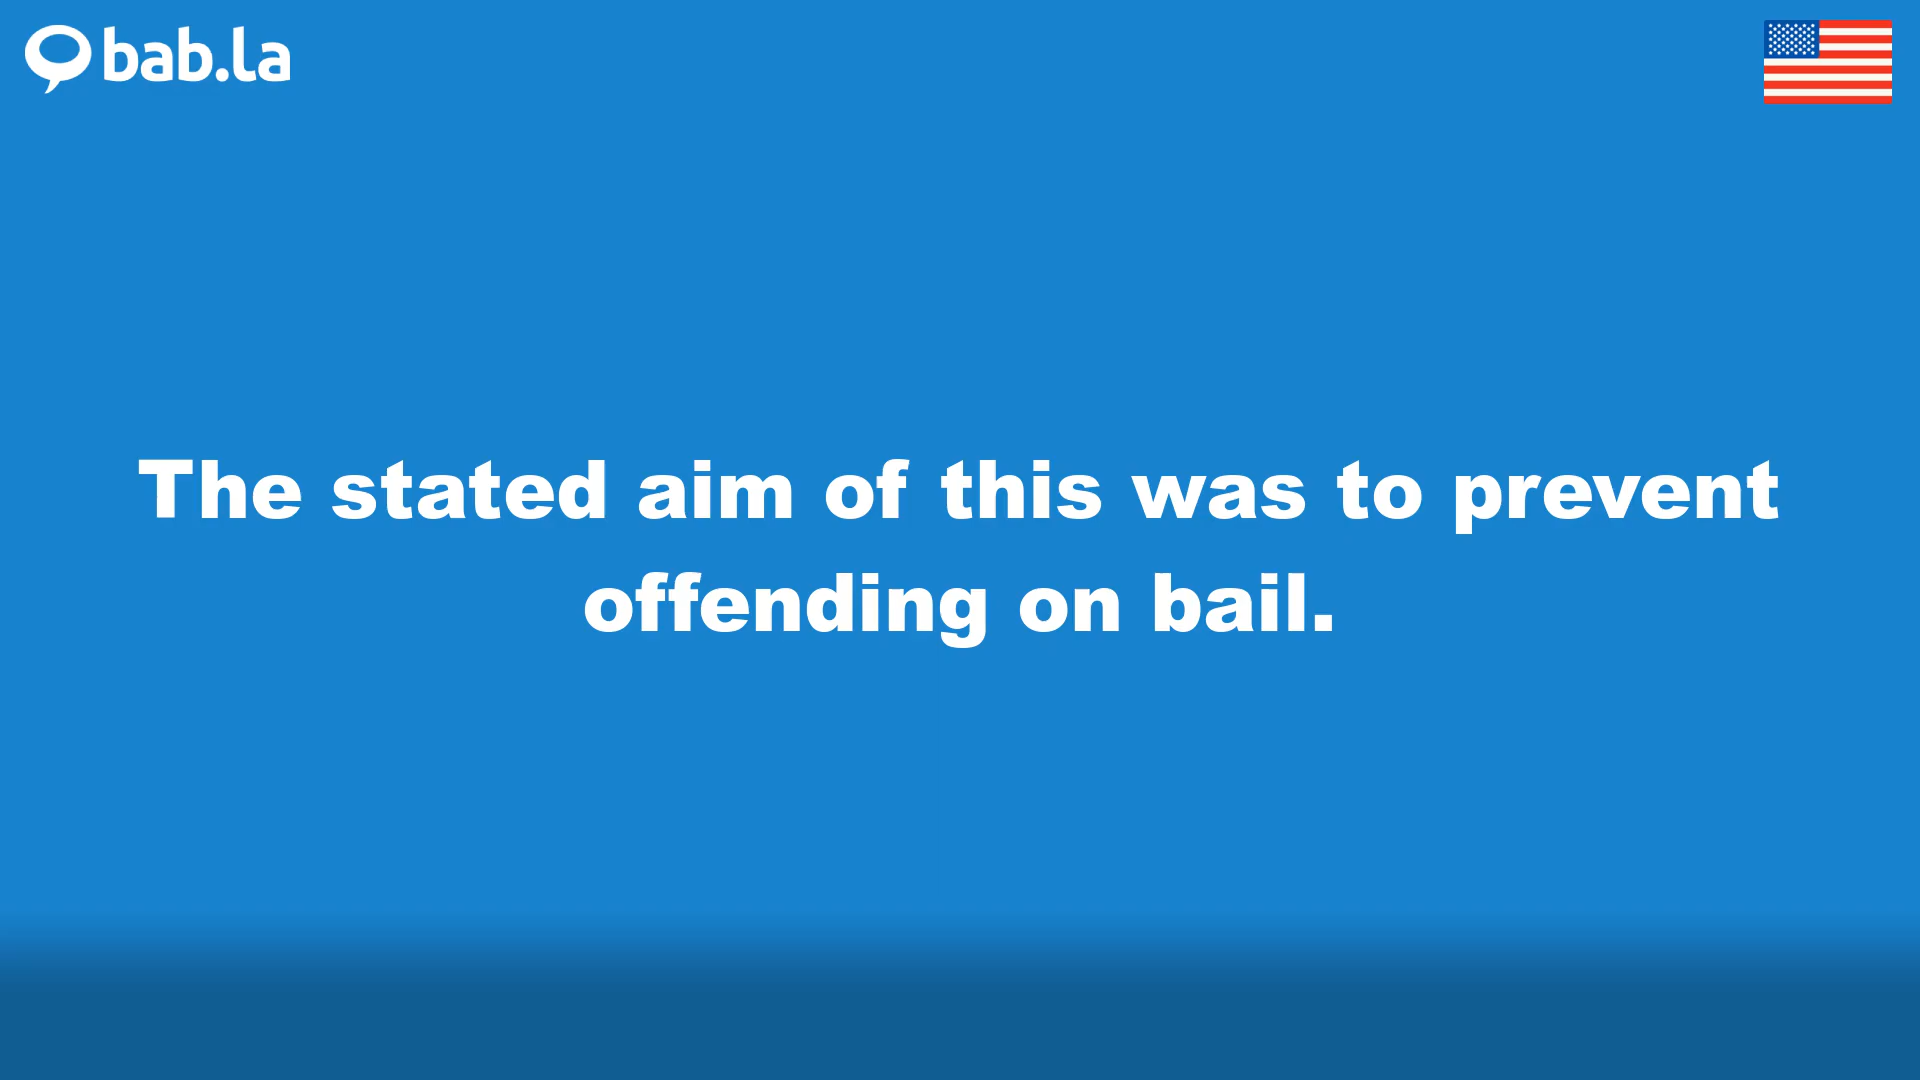 bab.la
The stated aim of this was to prevent
offending on bail.